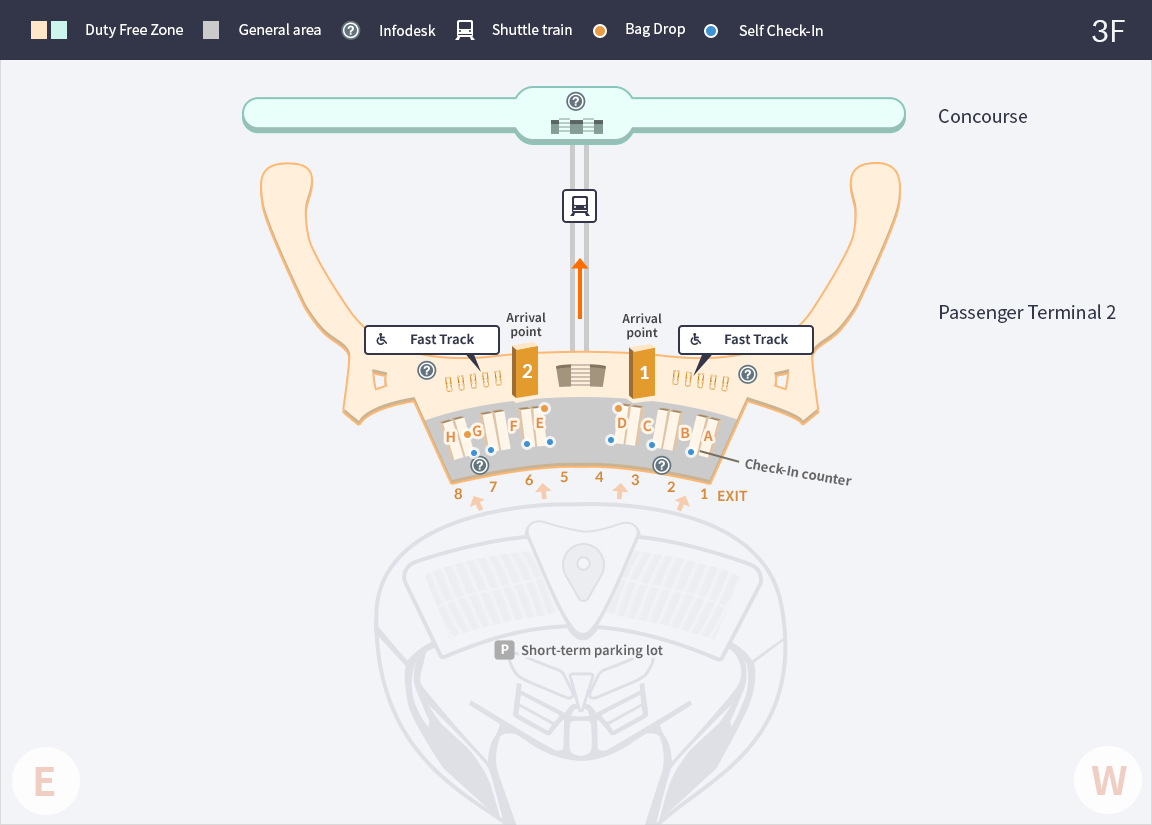 Duty Free Zone
General area
? Infodesk
Shuttle train
Bag Drop
Self Check-In
3F
?
Concourse
Passenger Terminal 2
Arrival
point
Arrival
point
Fast Track
Fast Track
2
1
?
?
H
G
F
E
D
C
B
A
?
?
Check-In counter
8
7
6
5
4
3
2
1
EXIT
P Short-term parking lot
E
W